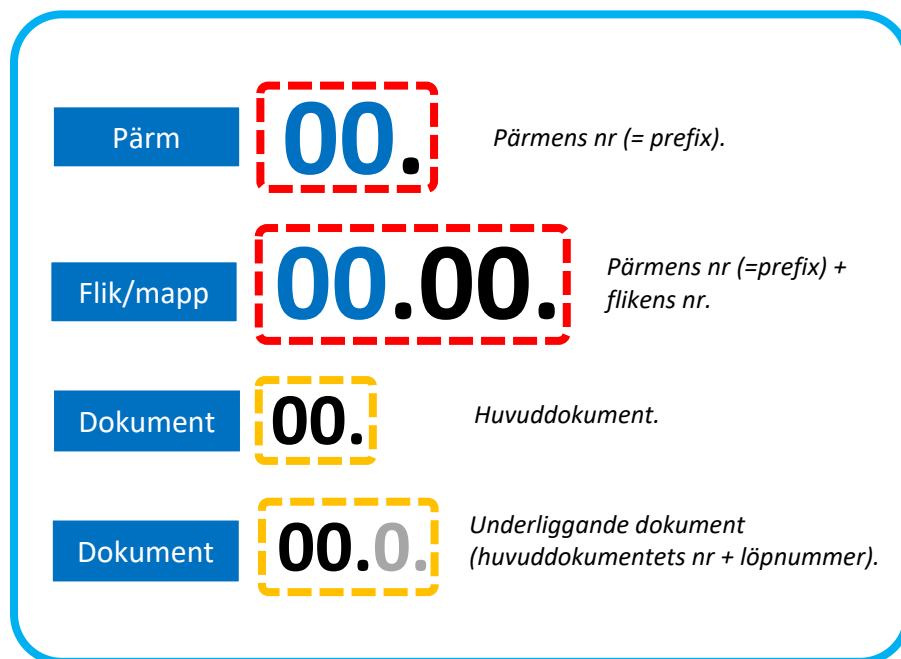 Pärm
00.
Pärmens nr (= prefix).
Flik/mapp
00.00.
Pärmens nr (=prefix) +
flikens nr.
Dokument
00.
Huvuddokument.
Dokument
00.0.
Underliggande dokument
(huvuddokumentets nr + löpnummer).